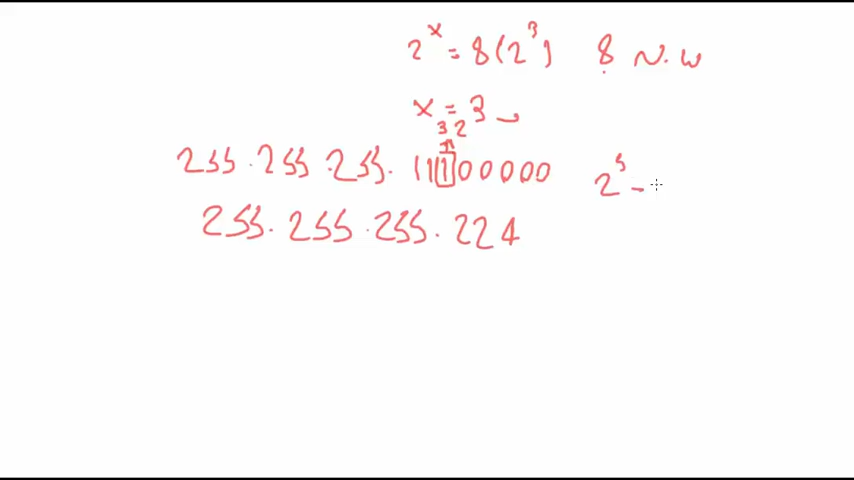 2^x = 8(2^3) 8 N.W
x = 3
32
255.255.255.11100000 2^5 -
255.255.255.224